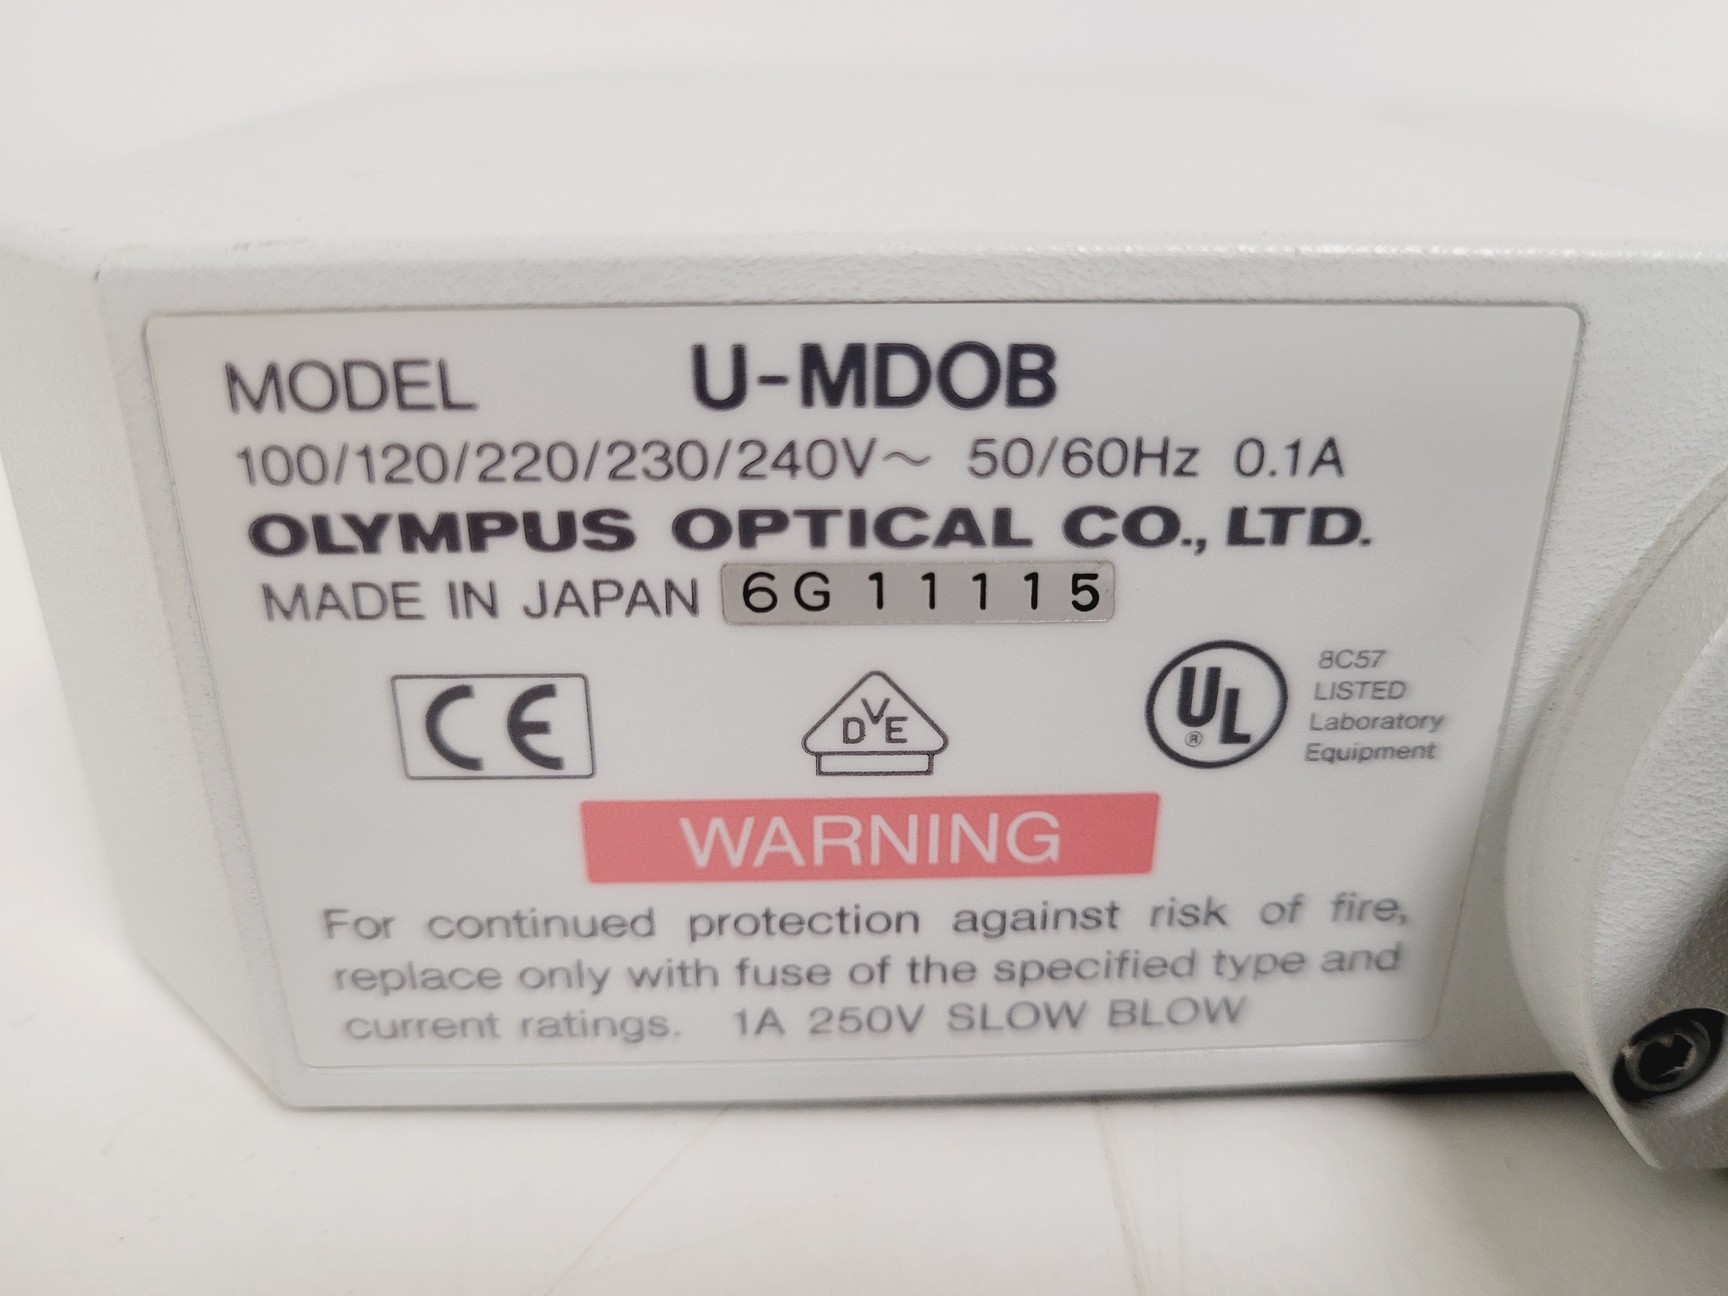 MODEL U-MDOB
100/120/220/230/240V～ 50/60Hz 0.1A
OLYMPUS OPTICAL CO., LTD.
MADE IN JAPAN 6G11115
CE
DVE
UL ®
8C57
LISTED
Laboratory
Equipment
WARNING
For continued protection against risk of fire,
replace only with fuse of the specified type and
current ratings. 1A 250V SLOW BLOW